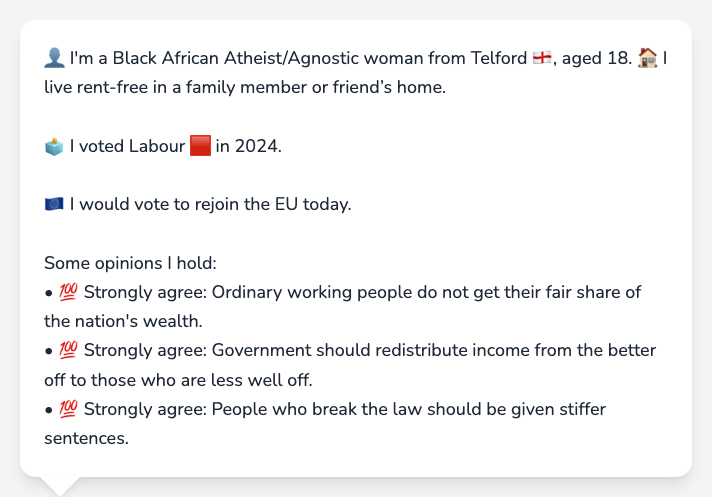 👤 I'm a Black African Atheist/Agnostic woman from Telford 🏴󠁧󠁢󠁥󠁮󠁧󠁿, aged 18. 🏠 I
live rent-free in a family member or friend’s home.
🗳️ I voted Labour 🟥 in 2024.
🇪🇺 I would vote to rejoin the EU today.
Some opinions I hold:
• 💯 Strongly agree: Ordinary working people do not get their fair share of
the nation's wealth.
• 💯 Strongly agree: Government should redistribute income from the better
off to those who are less well off.
• 💯 Strongly agree: People who break the law should be given stiffer
sentences.